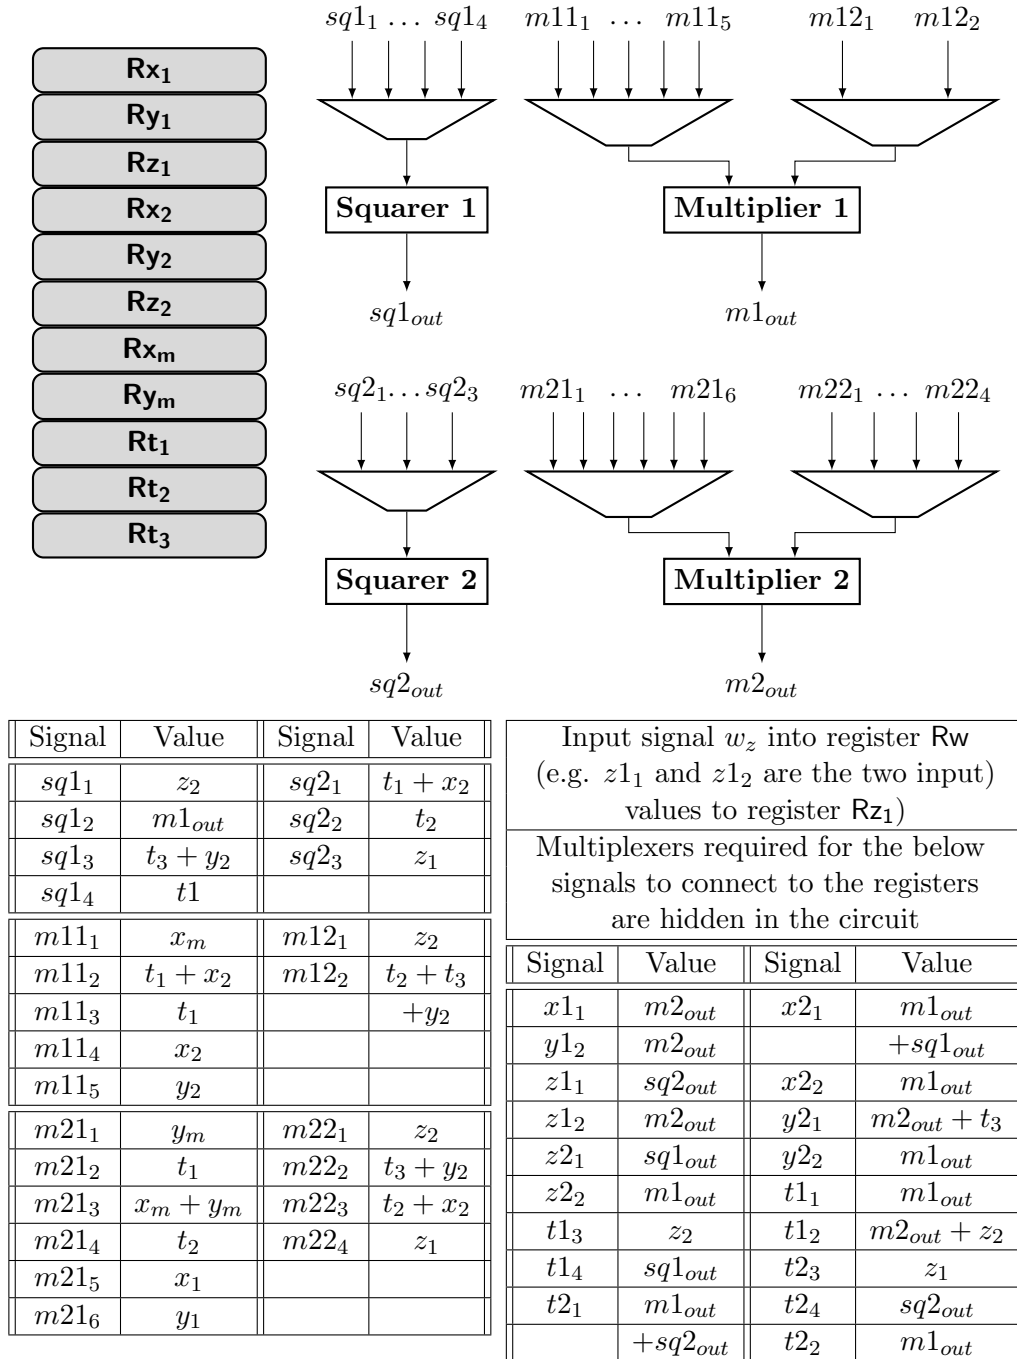 sq1₁ … sq1₄ m11₁ … m11₅ m12₁ m12₂
Rx₁
Ry₁
Rz₁
Rx₂
Ry₂
Rz₂
Rxₘ
Ryₘ
Rt₁
Rt₂
Rt₃
Squarer 1 Multiplier 1
sq1ₒᵤₜ m1ₒᵤₜ
sq2₁ … sq2₃ m21₁ … m21₆ m22₁ … m22₄
Squarer 2 Multiplier 2
sq2ₒᵤₜ m2ₒᵤₜ
Signal Value Signal Value
sq1₁ z₂ sq2₁ t₁ + x₂
sq1₂ m1ₒᵤₜ sq2₂ t₂
sq1₃ t₃ + y₂ sq2₃ z₁
sq1₄ t1
m11₁ xₘ m12₁ z₂
m11₂ t₁ + x₂ m12₂ t₂ + t₃
m11₃ t₁ +y₂
m11₄ x₂
m11₅ y₂
m21₁ yₘ m22₁ z₂
m21₂ t₁ m22₂ t₃ + y₂
m21₃ xₘ + yₘ m22₃ t₂ + x₂
m21₄ t₂ m22₄ z₁
m21₅ x₁
m21₆ y₁
Input signal w_z into register Rw
(e.g. z1₁ and z1₂ are the two input)
values to register Rz₁)
Multiplexers required for the below
signals to connect to the registers
are hidden in the circuit
Signal Value Signal Value
x1₁ m2ₒᵤₜ x2₁ m1ₒᵤₜ
y1₂ m2ₒᵤₜ +sq1ₒᵤₜ
z1₁ sq2ₒᵤₜ x2₂ m1ₒᵤₜ
z1₂ m2ₒᵤₜ y2₁ m2ₒᵤₜ + t₃
z2₁ sq1ₒᵤₜ y2₂ m1ₒᵤₜ
z2₂ m1ₒᵤₜ t1₁ m1ₒᵤₜ
t1₃ z₂ t1₂ m2ₒᵤₜ + z₂
t1₄ sq1ₒᵤₜ t2₃ z₁
t2₁ m1ₒᵤₜ t2₄ sq2ₒᵤₜ
+sq2ₒᵤₜ t2₂ m1ₒᵤₜ